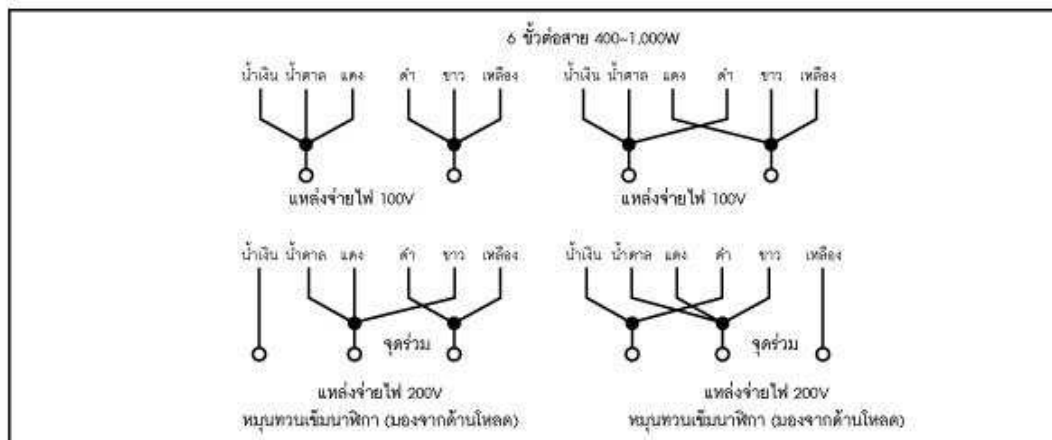 6 ขั้วต่อสาย 400~1,000W
น้ำเงิน น้ำตาล แดง ดำ ขาว เหลือง น้ำเงิน น้ำตาล แดง ดำ ขาว เหลือง
แหล่งจ่ายไฟ 100V แหล่งจ่ายไฟ 100V
น้ำเงิน น้ำตาล แดง ดำ ขาว เหลือง น้ำเงิน น้ำตาล แดง ดำ ขาว เหลือง
จุดร่วม จุดร่วม
แหล่งจ่ายไฟ 200V แหล่งจ่ายไฟ 200V
หมุนทวนเข็มนาฬิกา (มองจากด้านโหลด) หมุนทวนเข็มนาฬิกา (มองจากด้านโหลด)